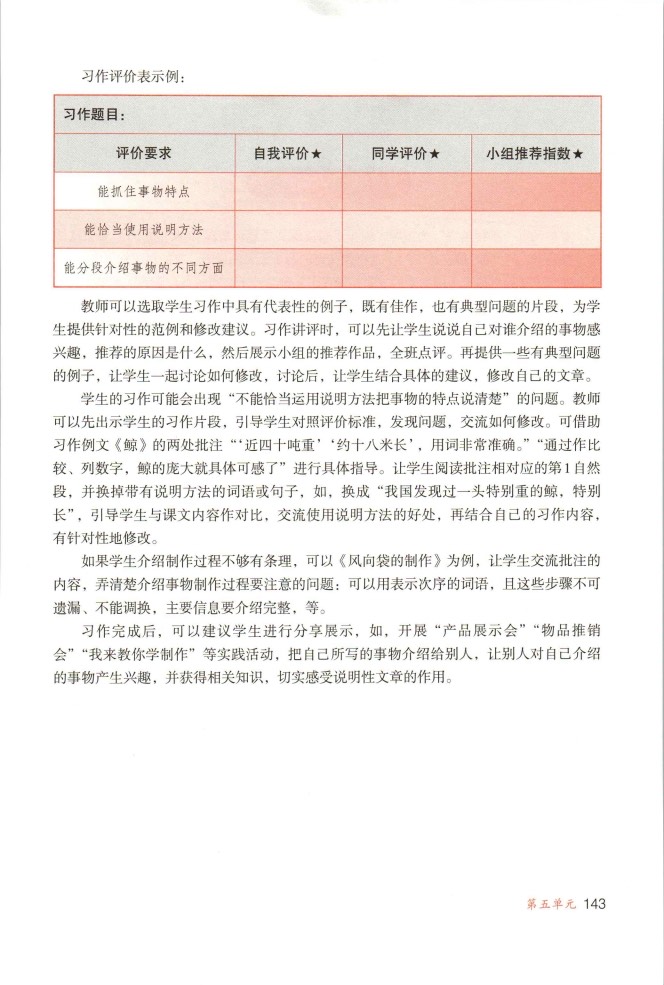 习作评价表示例：
习作题目：
评价要求 自我评价★ 同学评价★ 小组推荐指数★
能抓住事物特点
能恰当使用说明方法
能分段介绍事物的不同方面
教师可以选取学生习作中具有代表性的例子，既有佳作，也有典型问题的片段，为学
生提供针对性的范例和修改建议。习作讲评时，可以先让学生说说自己对谁介绍的事物感
兴趣，推荐的原因是什么，然后展示小组的推荐作品，全班点评。再提供一些有典型问题
的例子，让学生一起讨论如何修改，讨论后，让学生结合具体的建议，修改自己的文章。
学生的习作可能会出现“不能恰当运用说明方法把事物的特点说清楚”的问题。教师
可以先出示学生的习作片段，引导学生对照评价标准，发现问题，交流如何修改。可借助
习作例文《鲸》的两处批注“‘近四十吨重’‘约十八米长’，用词非常准确。”“通过作比
较、列数字，鲸的庞大就具体可感了”进行具体指导。让学生阅读批注相对应的第1自然
段，并换掉带有说明方法的词语或句子，如，换成“我国发现过一头特别重的鲸，特别
长”，引导学生与课文内容作对比，交流使用说明方法的好处，再结合自己的习作内容，
有针对性地修改。
如果学生介绍制作过程不够有条理，可以《风向袋的制作》为例，让学生交流批注的
内容，弄清楚介绍事物制作过程要注意的问题：可以用表示次序的词语，且这些步骤不可
遗漏、不能调换，主要信息要介绍完整，等。
习作完成后，可以建议学生进行分享展示，如，开展“产品展示会”“物品推销
会”“我来教你学制作”等实践活动，把自己所写的事物介绍给别人，让别人对自己介绍
的事物产生兴趣，并获得相关知识，切实感受说明性文章的作用。
第五单元 143